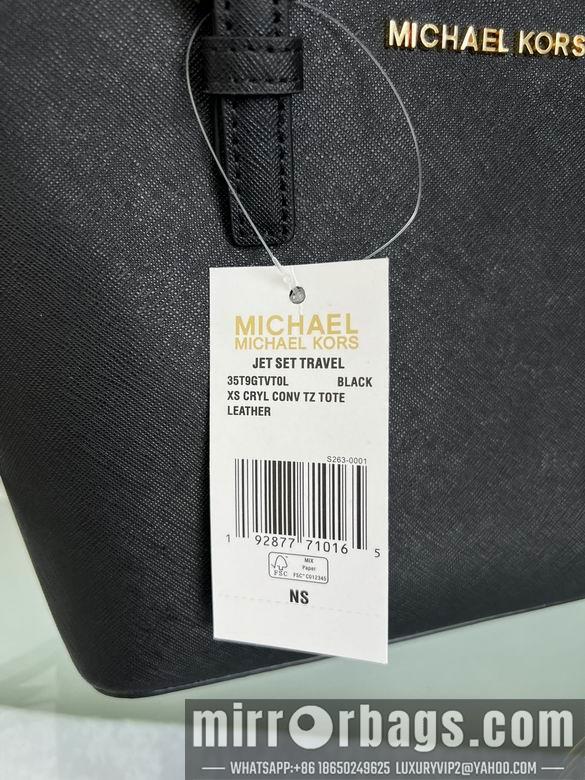 MICHAEL KORS
MICHAEL
MICHAEL KORS
JET SET TRAVEL
35T9GTVT0L BLACK
XS CRYL CONV TZ TOTE
LEATHER
S263-0001
1 92877 71016 5
FSC
MIX
Paper
FSC® C012345
NS
mirrorbags.com
WHATSAPP:+86 18650249625 LUXURYVIP2@YAHOO.COM